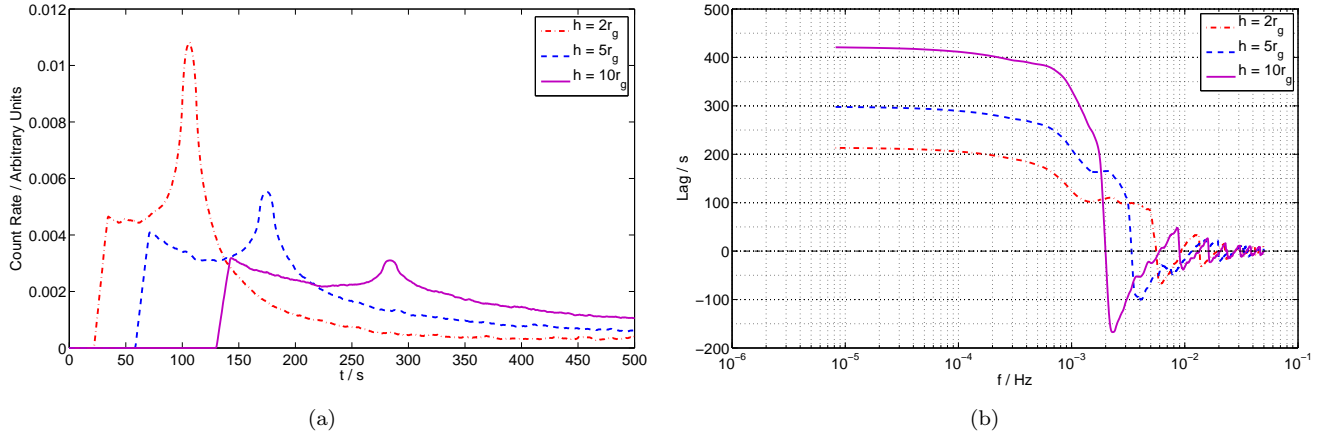 0.012
0.01
0.008
0.006
0.004
0.002
0
Count Rate / Arbitrary Units
0 50 100 150 200 250 300 350 400 450 500
t / s
h = 2r_g
h = 5r_g
h = 10r_g
(a)
500
400
300
200
100
0
−100
−200
Lag / s
10^−6 10^−5 10^−4 10^−3 10^−2 10^−1
f / Hz
h = 2r_g
h = 5r_g
h = 10r_g
(b)